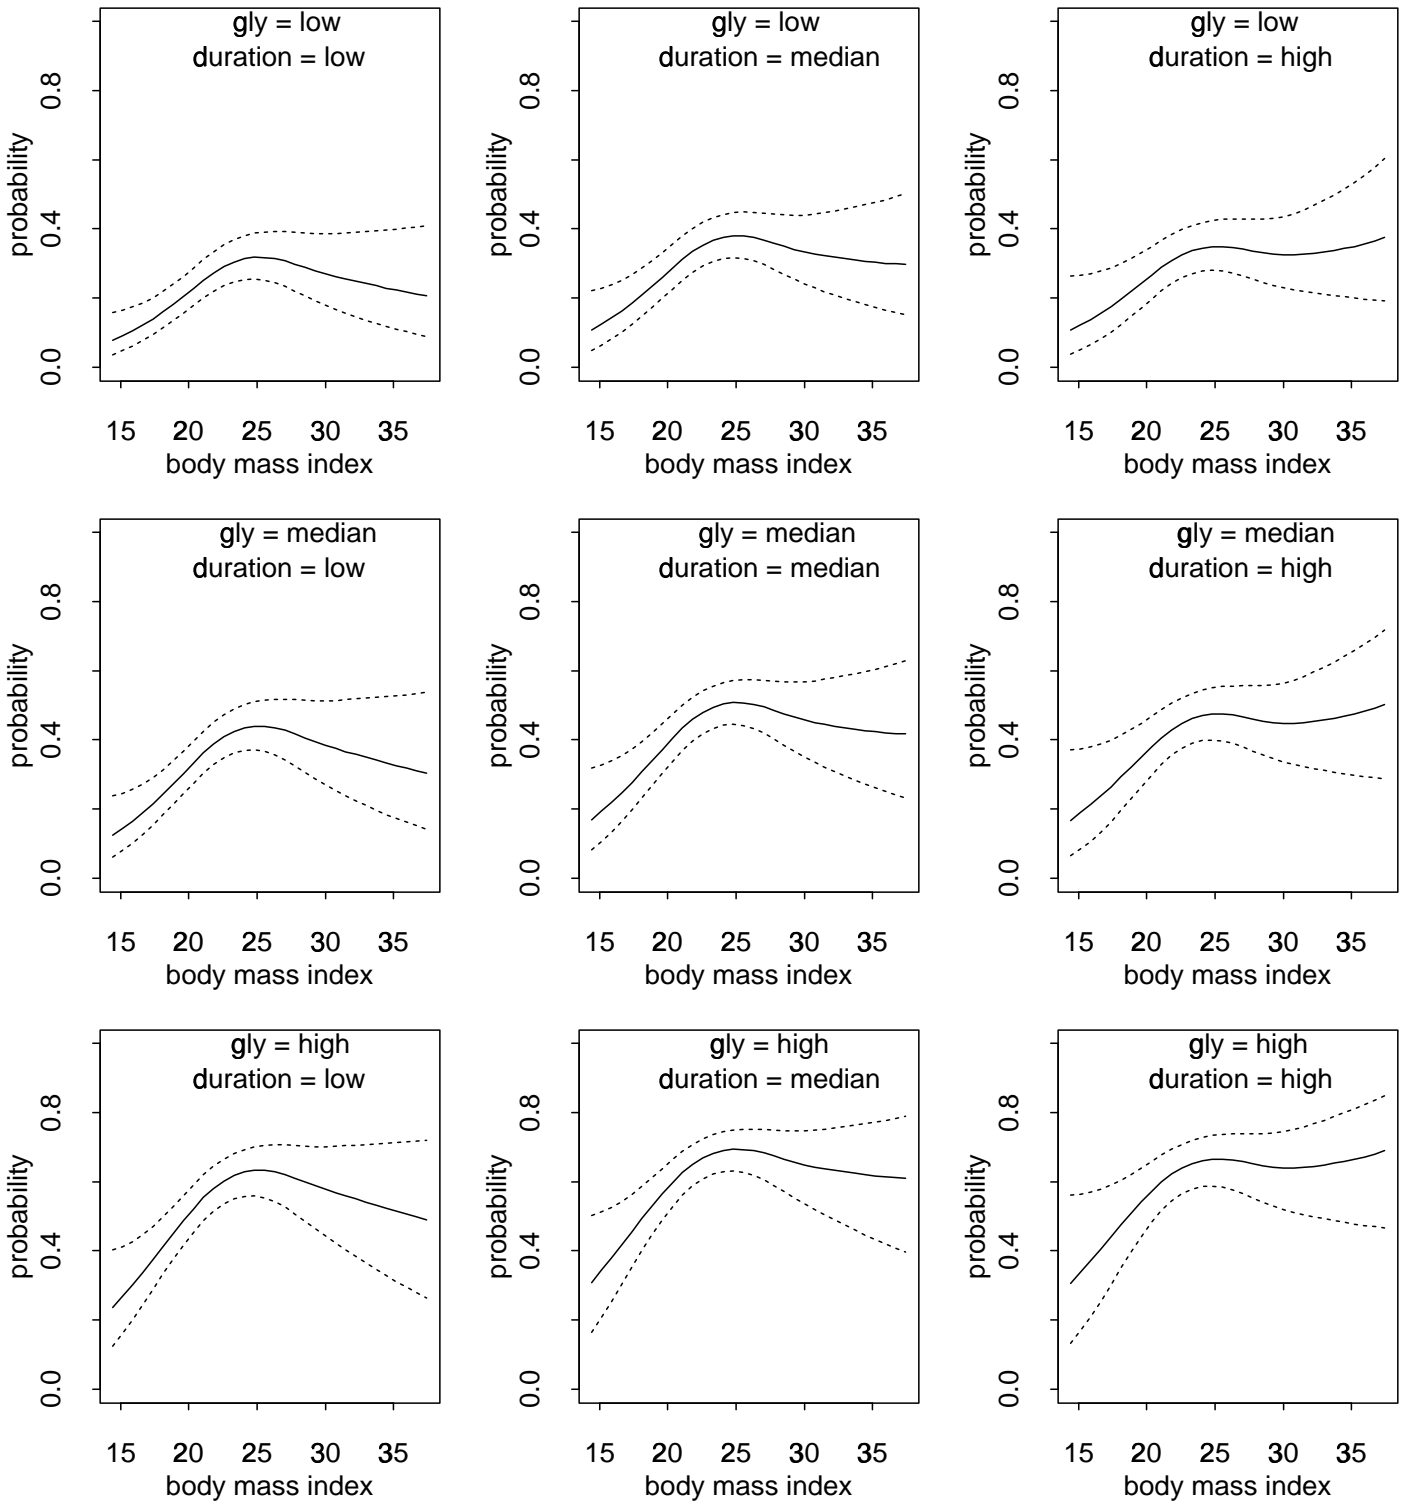 gly = low
duration = low
probability
0.8
0.4
0.0
15 20 25 30 35
body mass index
gly = low
duration = median
probability
0.8
0.4
0.0
15 20 25 30 35
body mass index
gly = low
duration = high
probability
0.8
0.4
0.0
15 20 25 30 35
body mass index
gly = median
duration = low
probability
0.8
0.4
0.0
15 20 25 30 35
body mass index
gly = median
duration = median
probability
0.8
0.4
0.0
15 20 25 30 35
body mass index
gly = median
duration = high
probability
0.8
0.4
0.0
15 20 25 30 35
body mass index
gly = high
duration = low
probability
0.8
0.4
0.0
15 20 25 30 35
body mass index
gly = high
duration = median
probability
0.8
0.4
0.0
15 20 25 30 35
body mass index
gly = high
duration = high
probability
0.8
0.4
0.0
15 20 25 30 35
body mass index